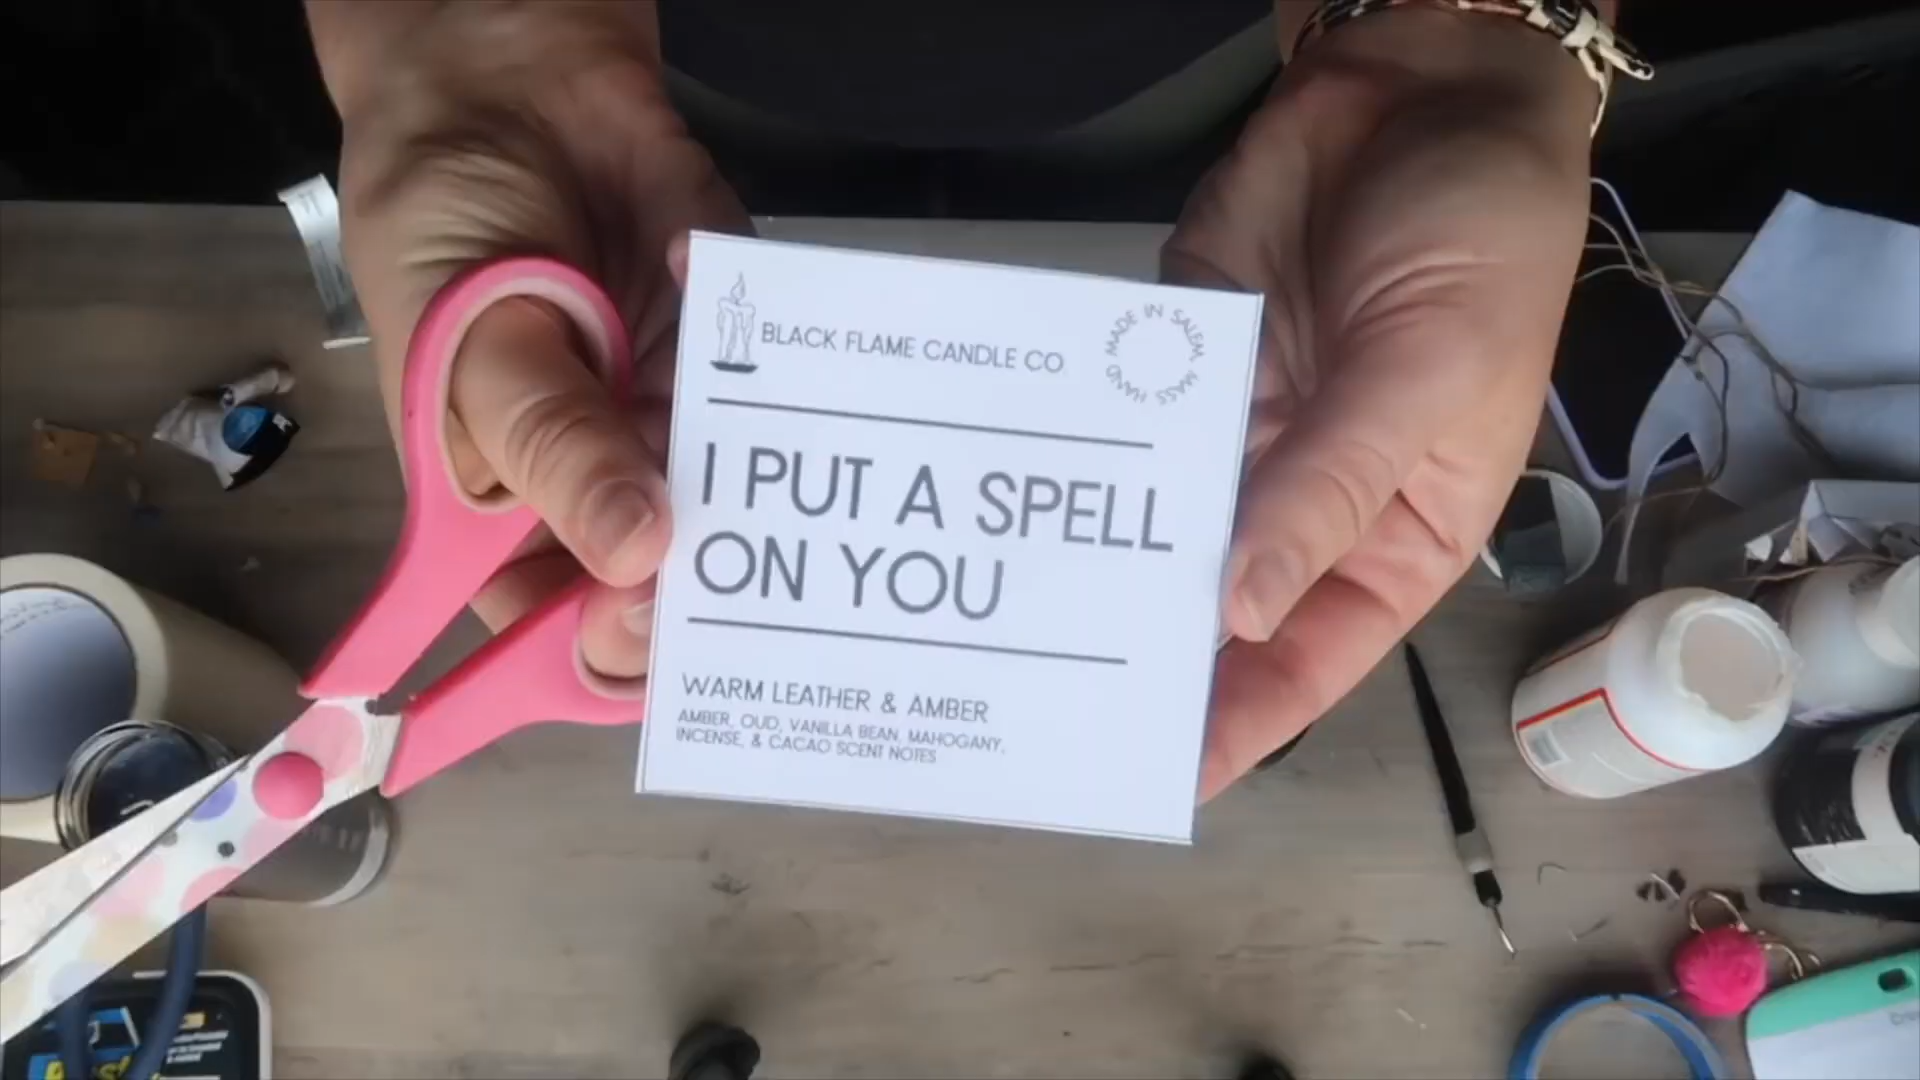 BLACK FLAME CANDLE CO.
HAND MADE IN SALEM, MASS
I PUT A SPELL
ON YOU
WARM LEATHER & AMBER
AMBER, OUD, VANILLA BEAN, MAHOGANY,
INCENSE, & CACAO SCENT NOTES